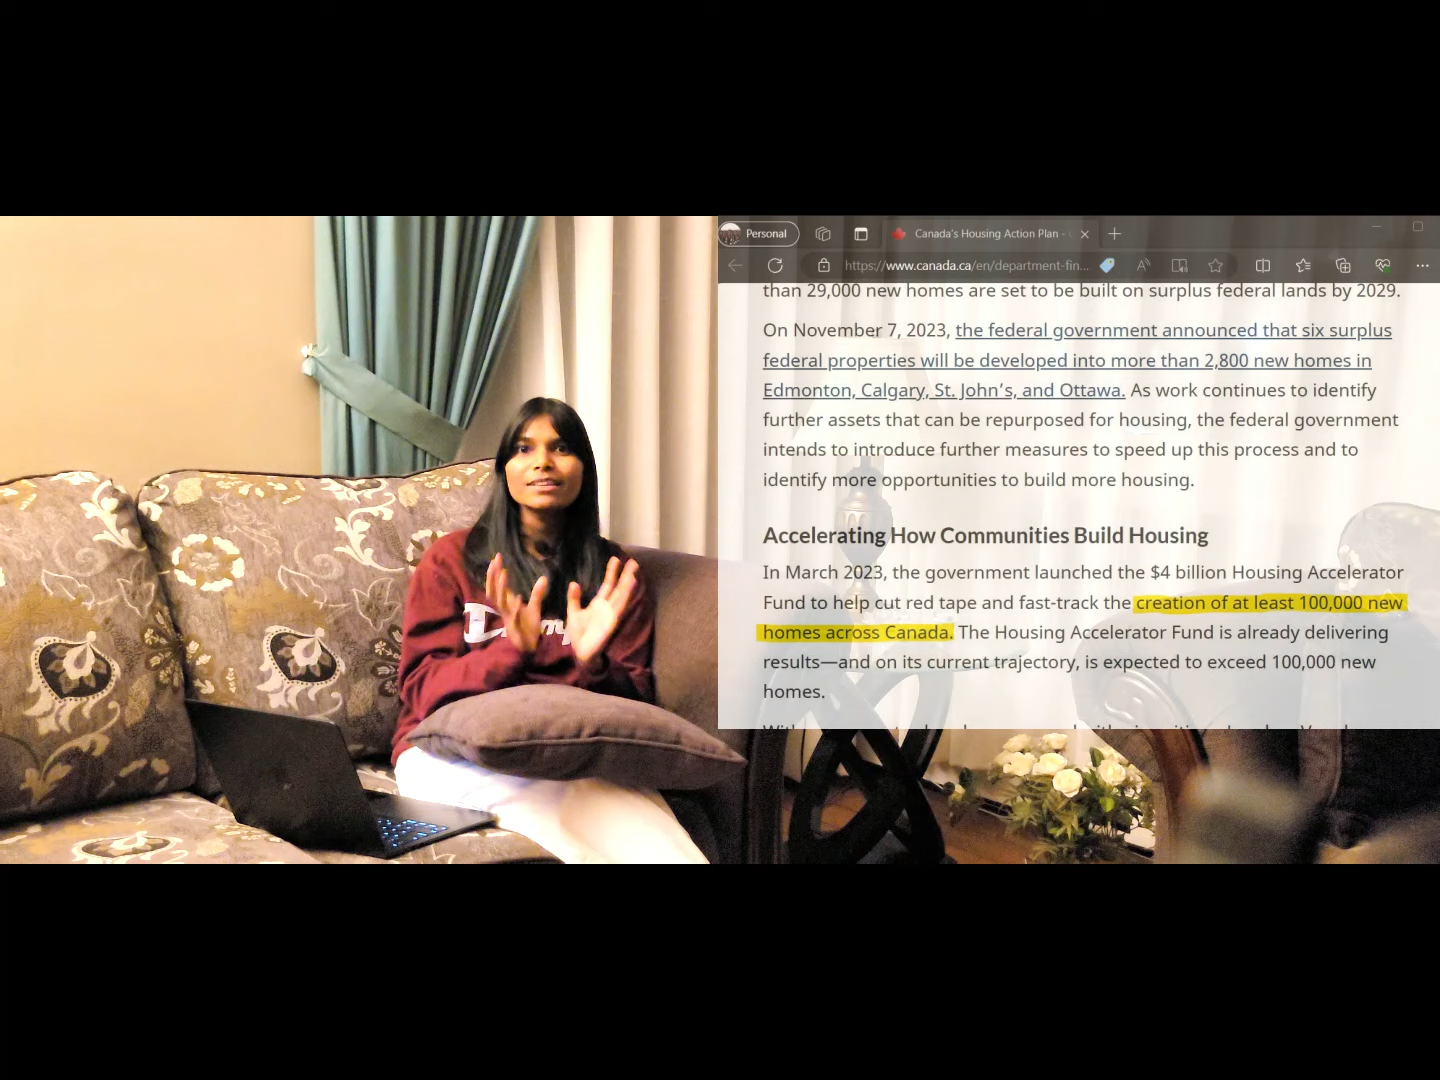 Personal
Canada's Housing Action Plan -
https://www.canada.ca/en/department-fin...
than 29,000 new homes are set to be built on surplus federal lands by 2029.
On November 7, 2023, the federal government announced that six surplus
federal properties will be developed into more than 2,800 new homes in
Edmonton, Calgary, St. John's, and Ottawa. As work continues to identify
further assets that can be repurposed for housing, the federal government
intends to introduce further measures to speed up this process and to
identify more opportunities to build more housing.
Accelerating How Communities Build Housing
In March 2023, the government launched the $4 billion Housing Accelerator
Fund to help cut red tape and fast-track the creation of at least 100,000 new
homes across Canada. The Housing Accelerator Fund is already delivering
results—and on its current trajectory, is expected to exceed 100,000 new
homes.